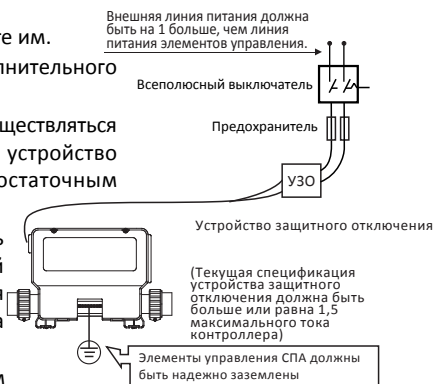 Внешняя линия питания должна
быть на 1 больше, чем линия
питания элементов управления.
те им.
лнительного
Всеполюсный выключатель
ществляться
устройство
остаточным
Предохранитель
УЗО
Устройство защитного отключения
ь
й
я
а
(Текущая спецификация
устройства защитного
отключения должна быть
больше или равна 1,5
максимального тока
контроллера)
Элементы управления СПА должны
быть надежно заземлены
м